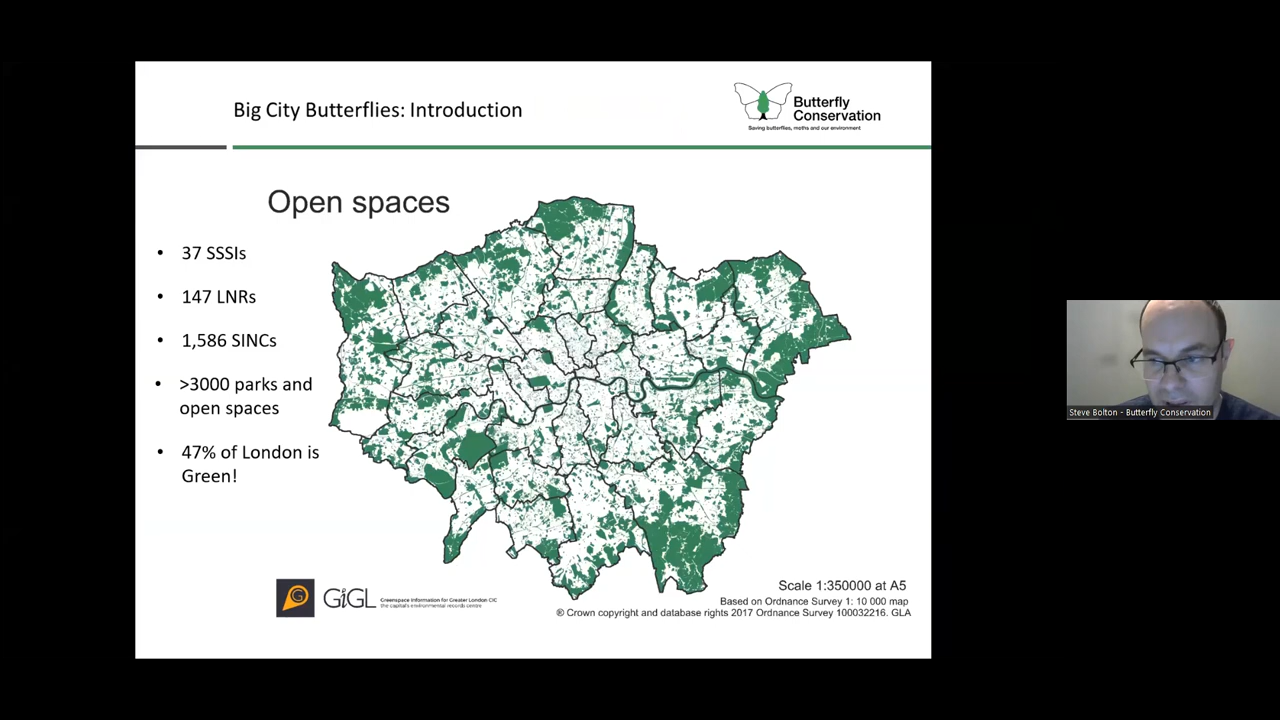 Big City Butterflies: Introduction
Butterfly
Conservation
Saving butterflies, moths and our environment
Open spaces
• 37 SSSIs
• 147 LNRs
• 1,586 SINCs
• >3000 parks and
open spaces
• 47% of London is
Green!
G
GiGL
Greenspace Information for Greater London CIC
the capital's environmental records centre
Scale 1:350000 at A5
Based on Ordnance Survey 1: 10 000 map
® Crown copyright and database rights 2017 Ordnance Survey 100032216. GLA
Steve Bolton - Butterfly Conservation